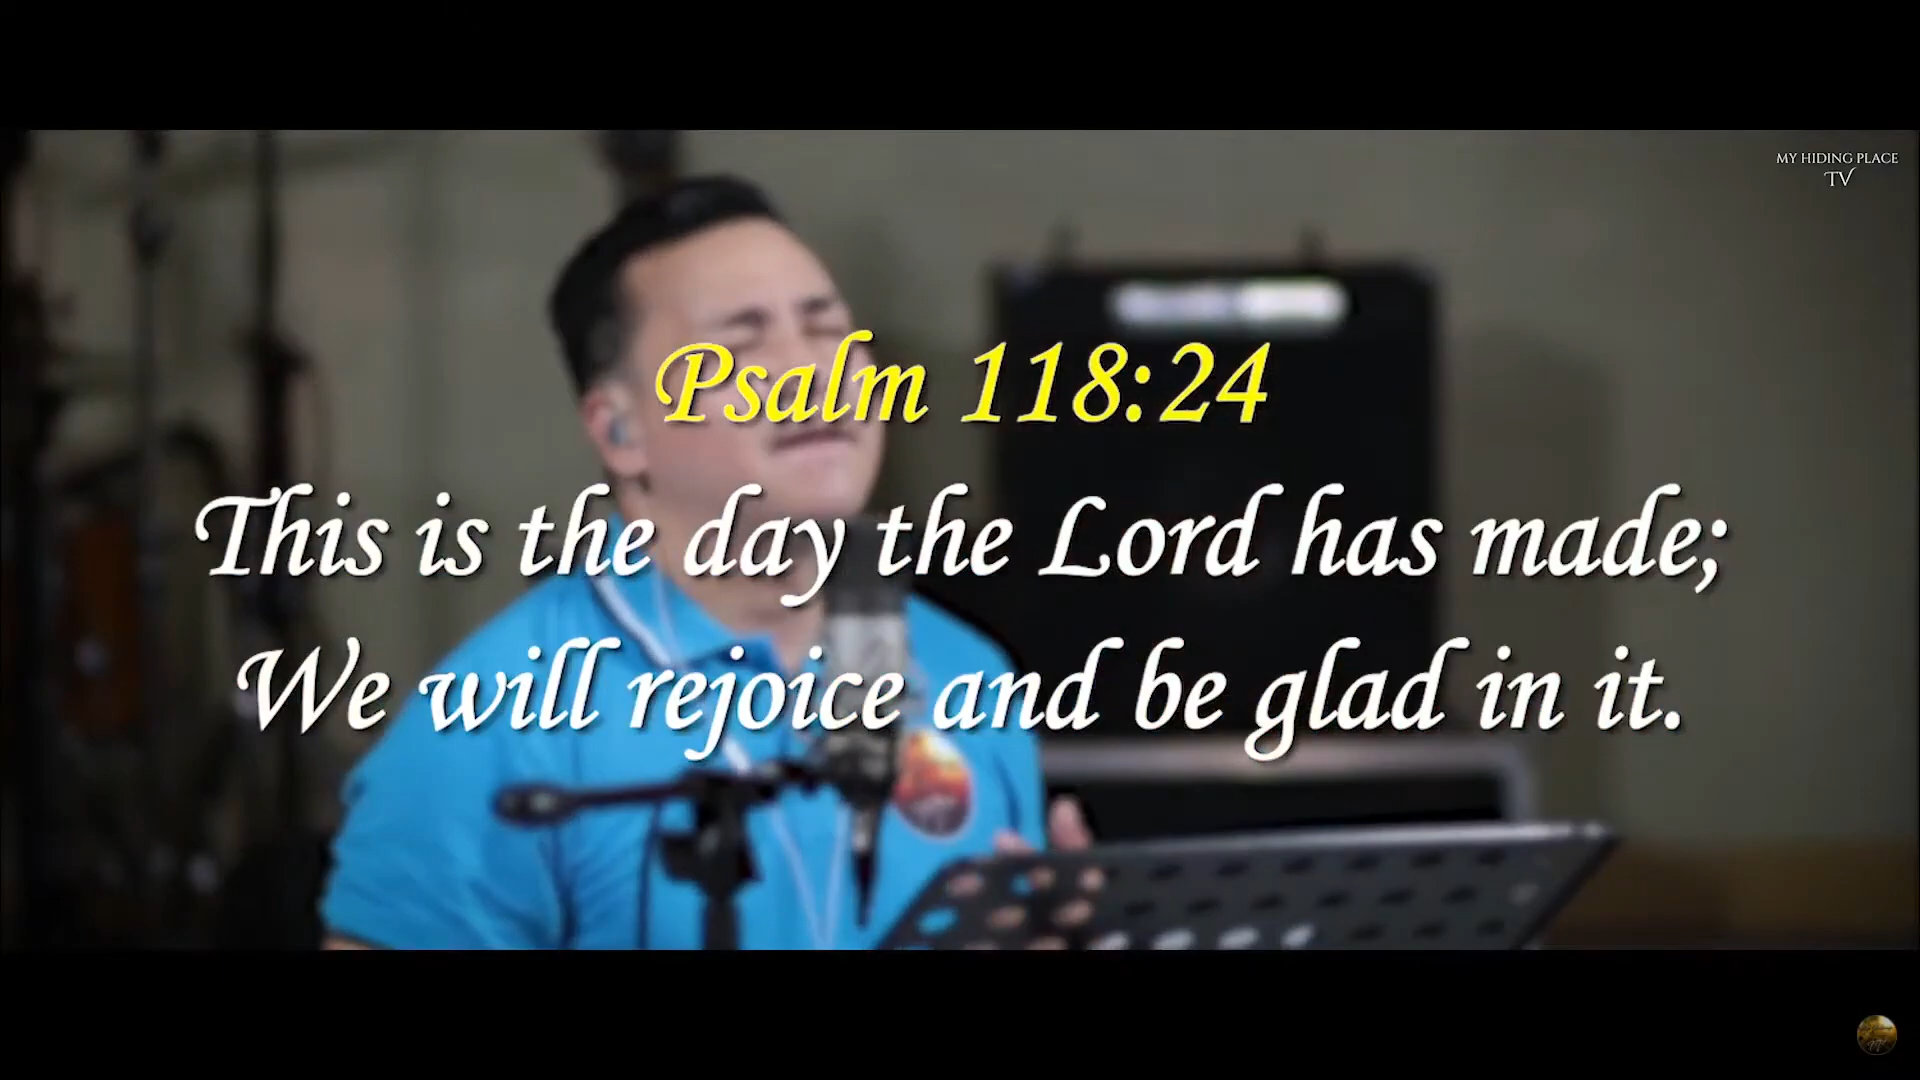 MY HIDING PLACE
TV
Psalm 118:24
This is the day the Lord has made;
We will rejoice and be glad in it.